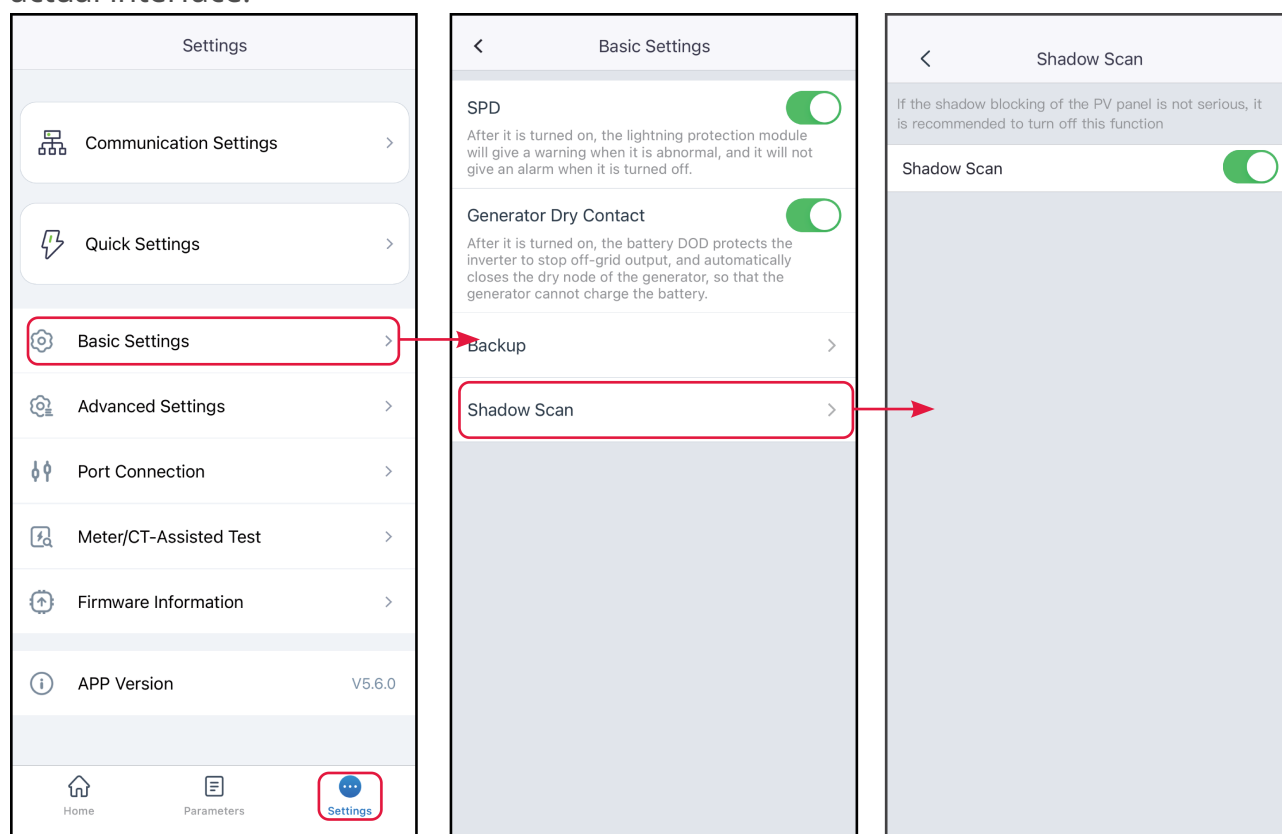 actual interface.
Settings
Communication Settings
Quick Settings
Basic Settings
Advanced Settings
Port Connection
Meter/CT-Assisted Test
Firmware Information
APP Version V5.6.0
Home Parameters Settings
Basic Settings
SPD
After it is turned on, the lightning protection module
will give a warning when it is abnormal, and it will not
give an alarm when it is turned off.
Generator Dry Contact
After it is turned on, the battery DOD protects the
inverter to stop off-grid output, and automatically
closes the dry node of the generator, so that the
generator cannot charge the battery.
Backup
Shadow Scan
Shadow Scan
If the shadow blocking of the PV panel is not serious, it
is recommended to turn off this function
Shadow Scan